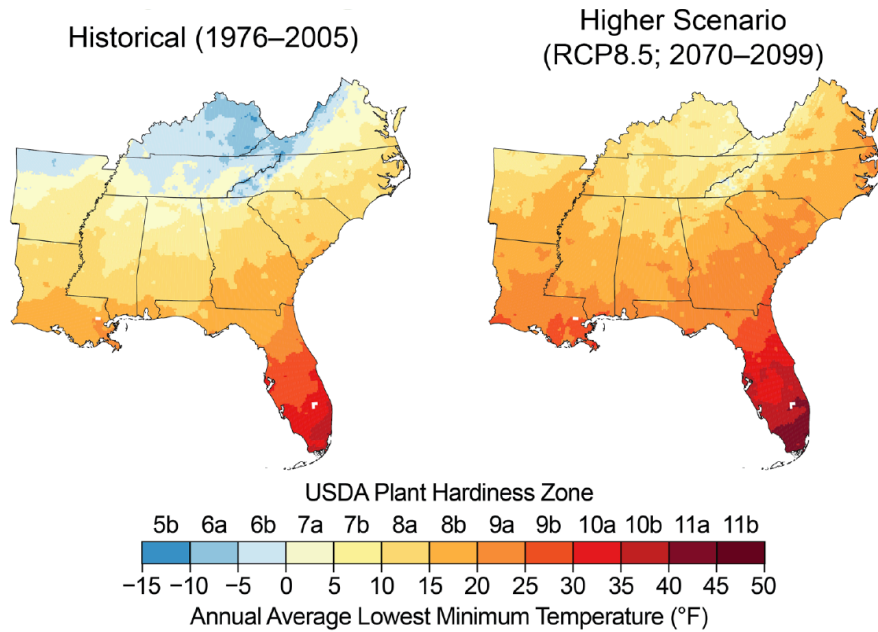 Historical (1976–2005)
Higher Scenario
(RCP8.5; 2070–2099)
USDA Plant Hardiness Zone
5b 6a 6b 7a 7b 8a 8b 9a 9b 10a 10b 11a 11b
−15 −10 −5 0 5 10 15 20 25 30 35 40 45 50
Annual Average Lowest Minimum Temperature (°F)